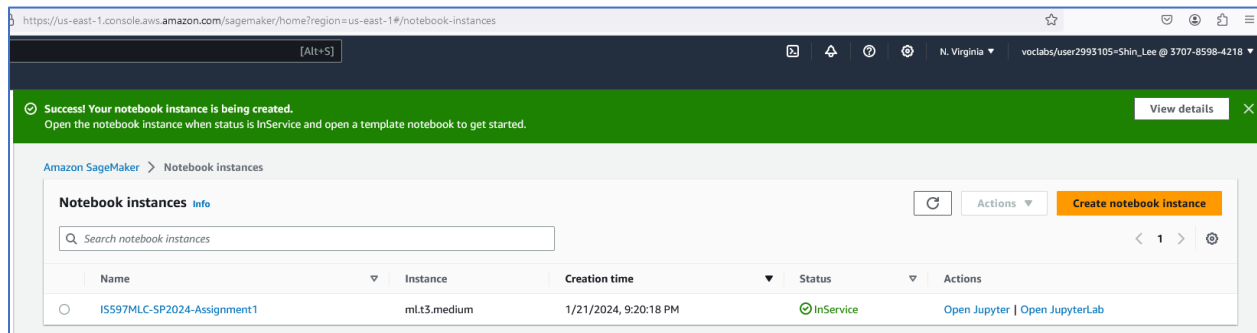 https://us-east-1.console.aws.amazon.com/sagemaker/home?region=us-east-1#/notebook-instances
[Alt+S] N. Virginia ▼ voclabs/user2993105=Shin_Lee @ 3707-8598-4218 ▼
Success! Your notebook instance is being created. View details
Open the notebook instance when status is InService and open a template notebook to get started.
Amazon SageMaker > Notebook instances
Notebook instances Info Actions ▼ Create notebook instance
Search notebook instances < 1 >
Name Instance Creation time ▼ Status Actions
IS597MLC-SP2024-Assignment1 ml.t3.medium 1/21/2024, 9:20:18 PM InService Open Jupyter | Open JupyterLab